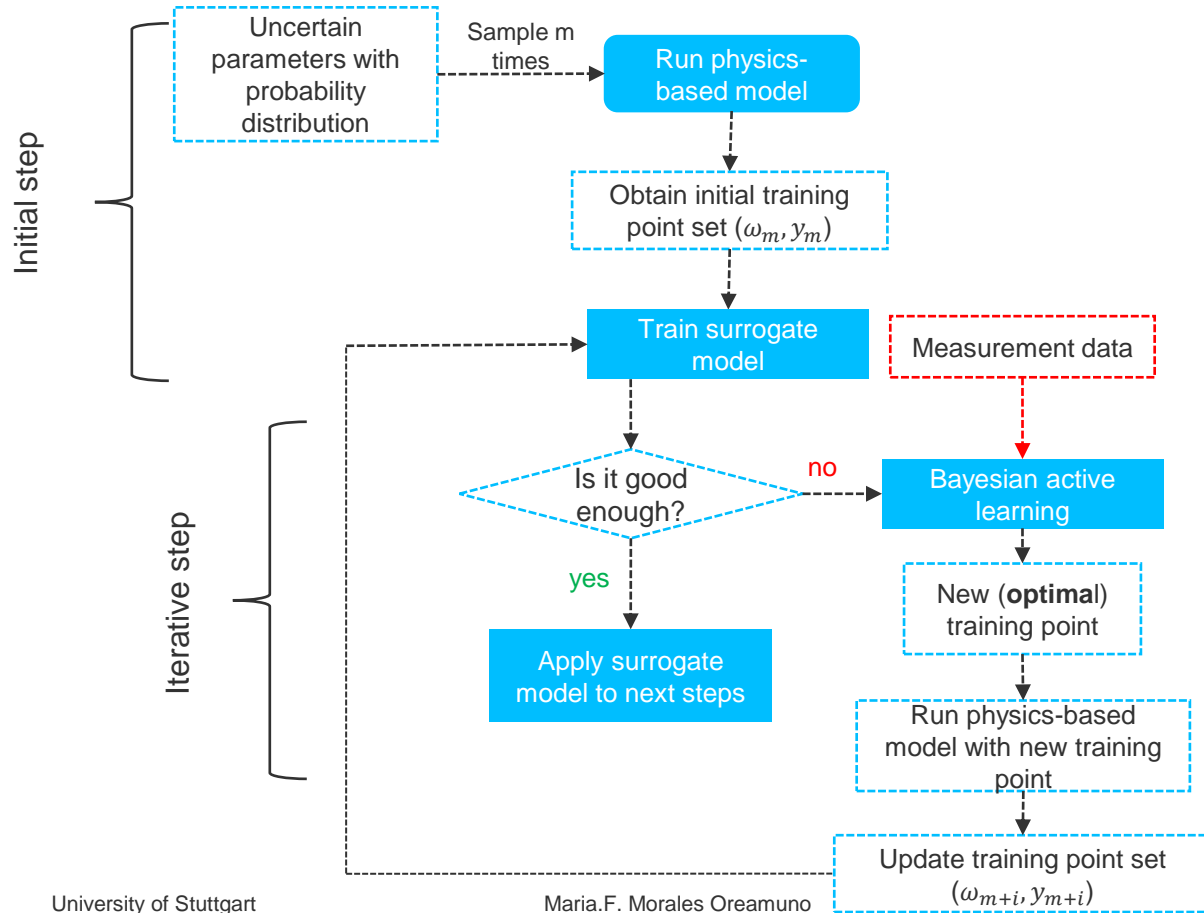 Uncertain
parameters with
probability
distribution
Sample m
times
Run physics-
based model
Initial step
Obtain initial training
point set (𝜔𝑚, 𝑦𝑚)
Train surrogate
model
Measurement data
Iterative step
Is it good
enough?
no
Bayesian active
learning
yes
New (optimal)
training point
Apply surrogate
model to next steps
Run physics-based
model with new training
point
Update training point set
(𝜔𝑚+𝑖, 𝑦𝑚+𝑖)
University of Stuttgart
Maria.F. Morales Oreamuno